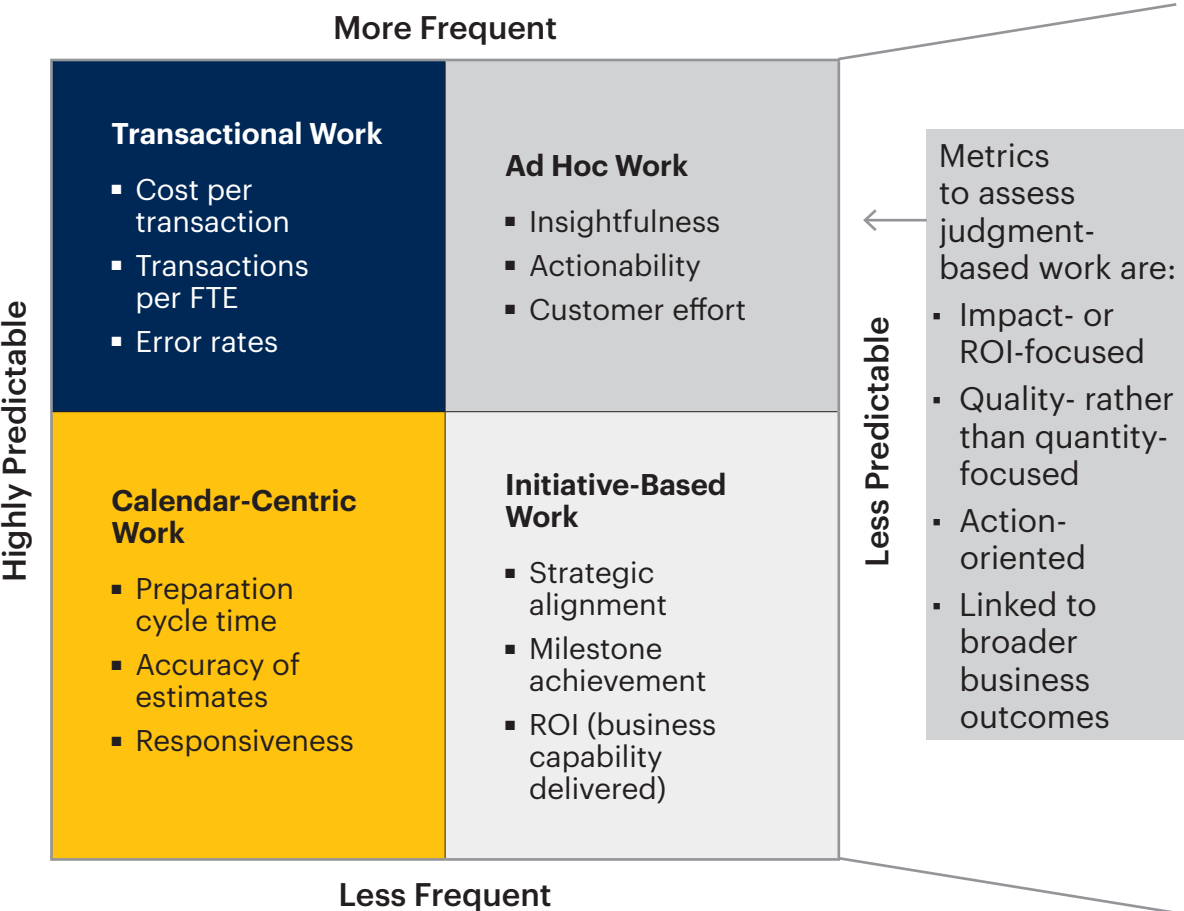 More Frequent
Highly Predictable
Transactional Work
▪ Cost per
transaction
▪ Transactions
per FTE
▪ Error rates
Ad Hoc Work
▪ Insightfulness
▪ Actionability
▪ Customer effort
Calendar-Centric
Work
▪ Preparation
cycle time
▪ Accuracy of
estimates
▪ Responsiveness
Initiative-Based
Work
▪ Strategic
alignment
▪ Milestone
achievement
▪ ROI (business
capability
delivered)
Less Predictable
Less Frequent
Metrics
to assess
judgment-
based work are:
▪ Impact- or
ROI-focused
▪ Quality- rather
than quantity-
focused
▪ Action-
oriented
▪ Linked to
broader
business
outcomes